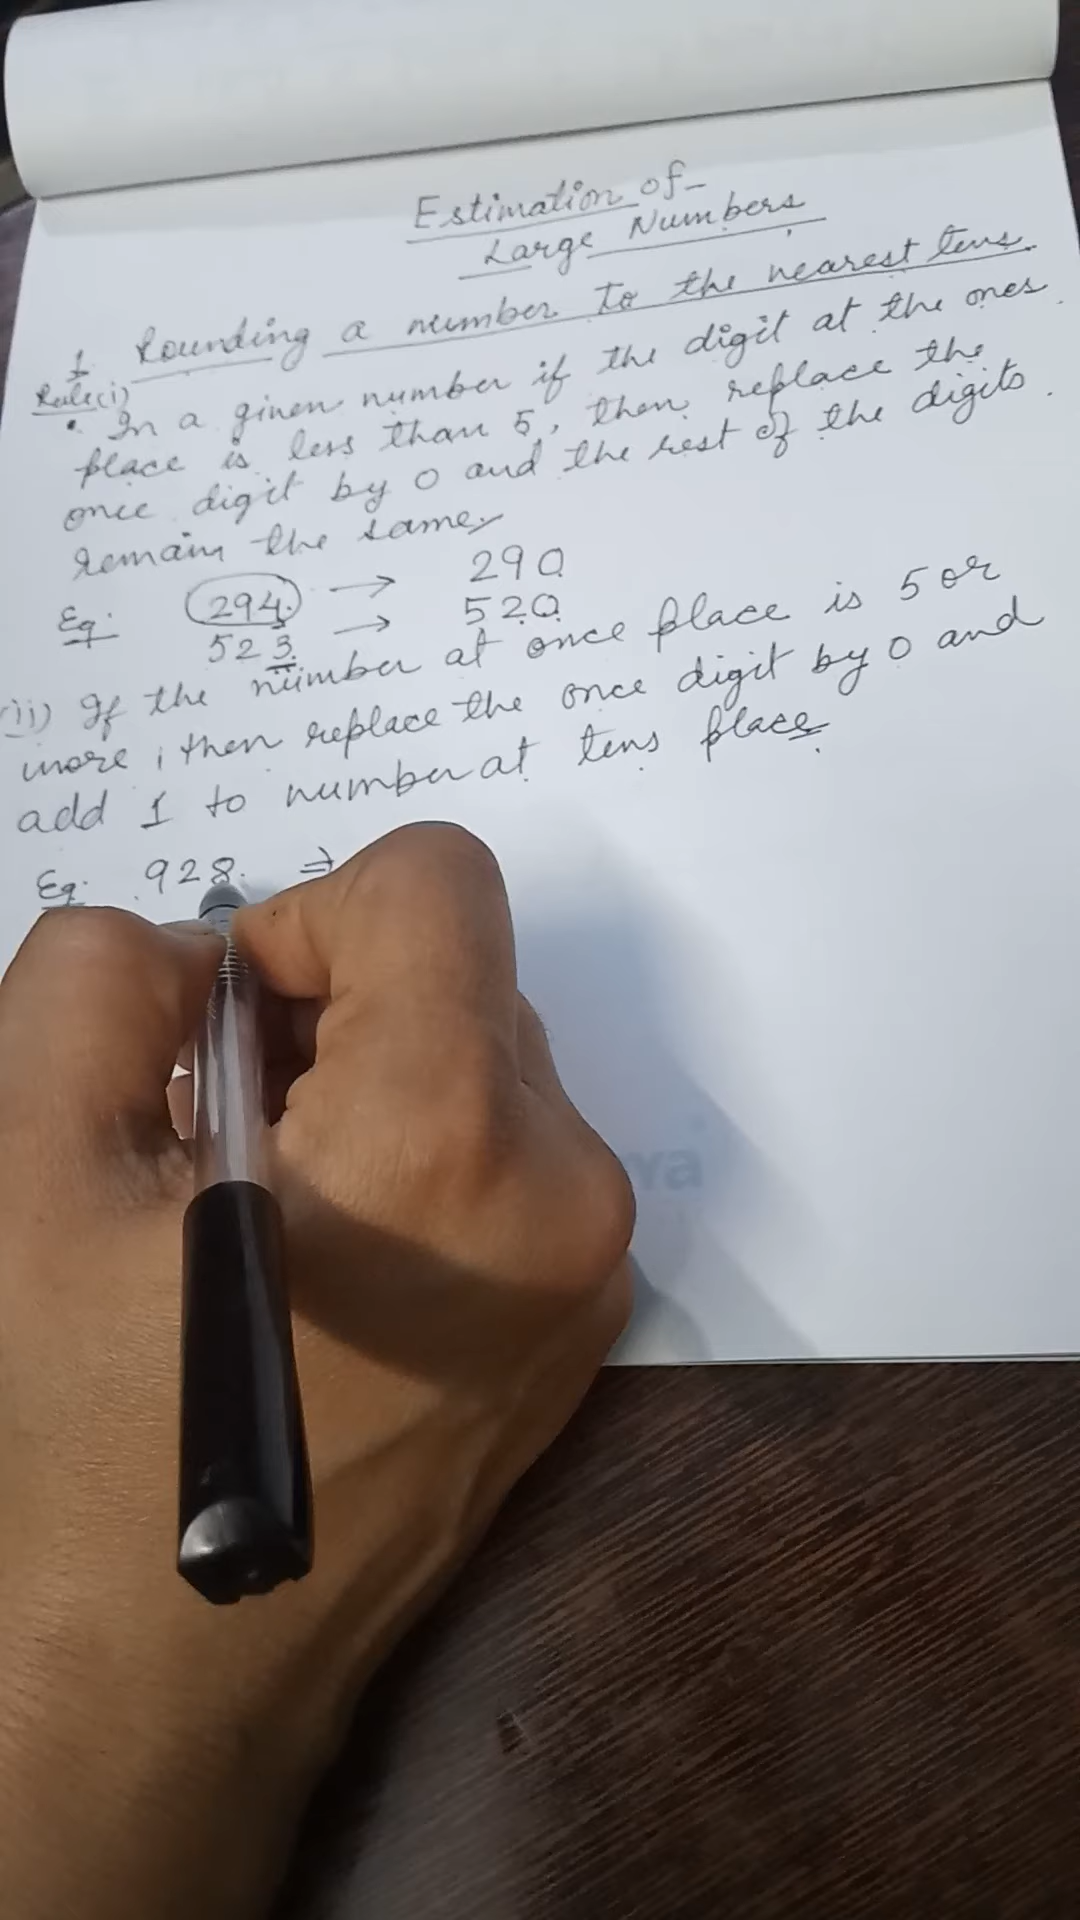 Estimation of-
Large Numbers
1. Rounding a number to the nearest tens.
Rule(i)
• In a given number if the digit at the ones
place is less than 5, then replace the
once digit by 0 and the rest of the digits
remain the same.
Eg: 294 → 290
523 → 520
(ii) If the number at once place is 5 or
more, then replace the once digit by 0 and
add 1 to number at tens place
Eg: 928 ⇒